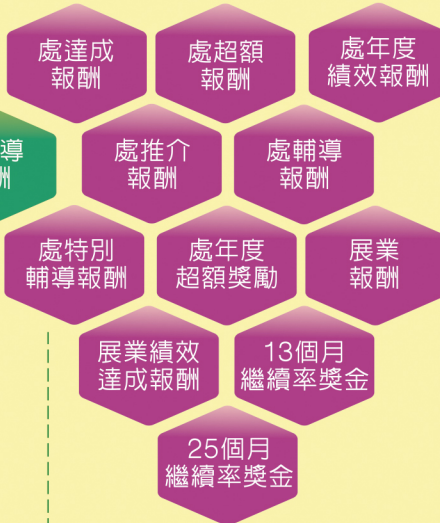 處達成
報酬
處超額
報酬
處年度
績效報酬
導
酬
處推介
報酬
處輔導
報酬
處特別
輔導報酬
處年度
超額獎勵
展業
報酬
展業績效
達成報酬
13個月
繼續率獎金
25個月
繼續率獎金